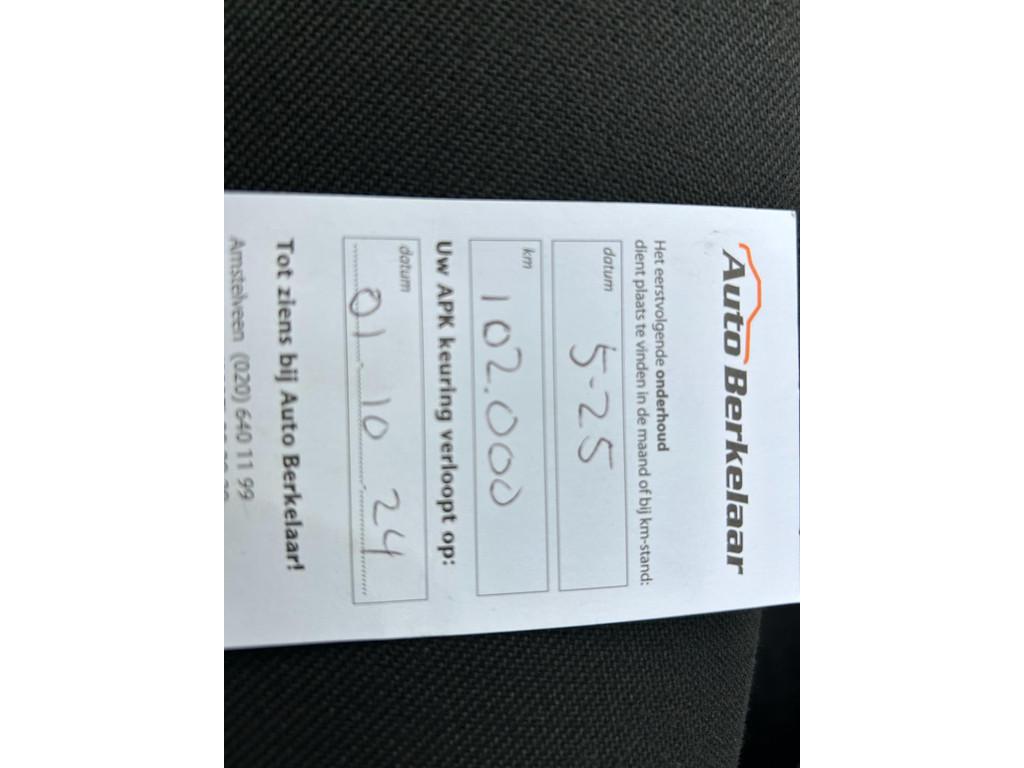 Auto Berkelaar
Het eerstvolgende onderhoud
dient plaats te vinden in de maand of bij km-stand:
datum 5-25
km 102.000
Uw APK keuring verloopt op:
datum 01 10 24
Tot ziens bij Auto Berkelaar!
Amstelveen (020) 640 11 99